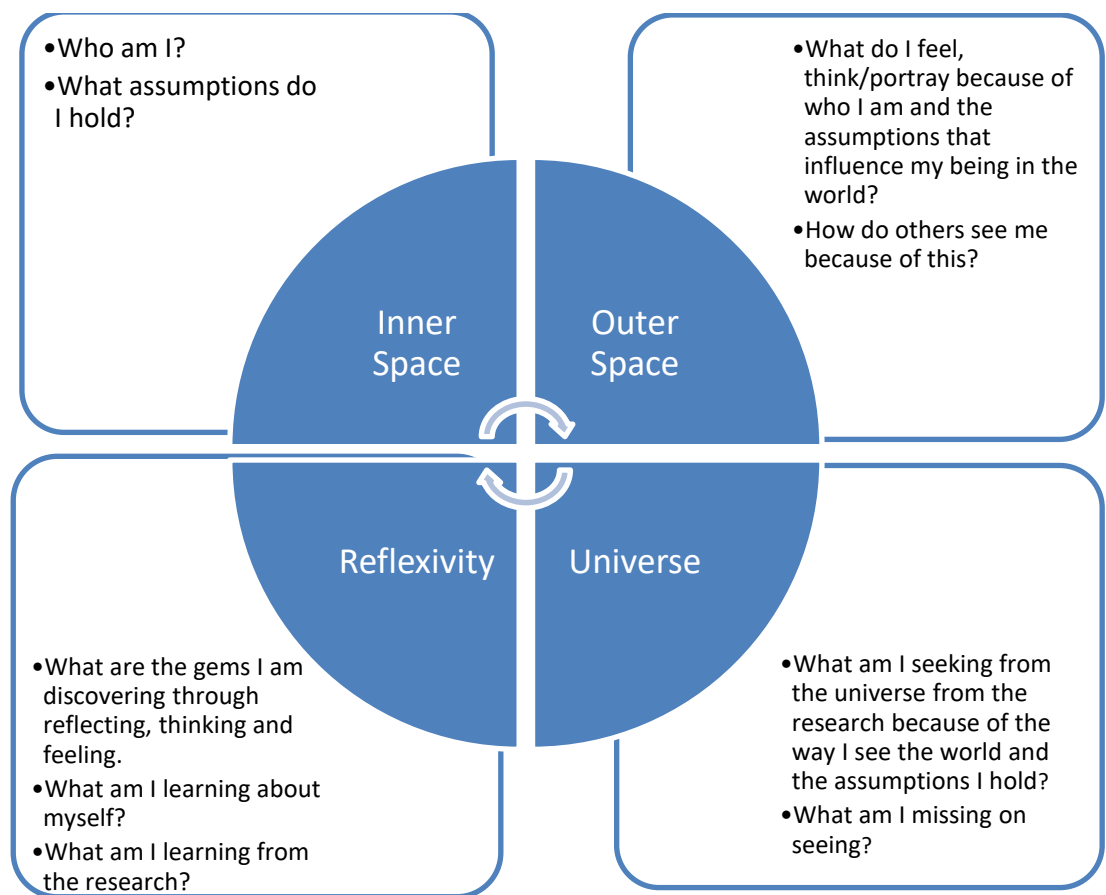 •Who am I?
•What assumptions do
I hold?
•What do I feel,
think/portray because of
who I am and the
assumptions that
influence my being in the
world?
•How do others see me
because of this?
Inner
Space
Outer
Space
Reflexivity
Universe
•What are the gems I am
discovering through
reflecting, thinking and
feeling.
•What am I learning about
myself?
•What am I learning from
the research?
•What am I seeking from
the universe from the
research because of the
way I see the world and
the assumptions I hold?
•What am I missing on
seeing?